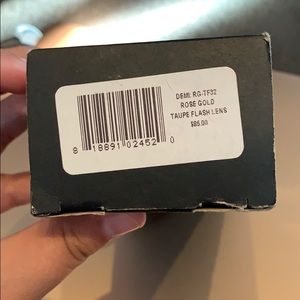 DEMI: RG-TF32
ROSE GOLD
TAUPE FLASH LENS
$85.00
8 18891 02452 0